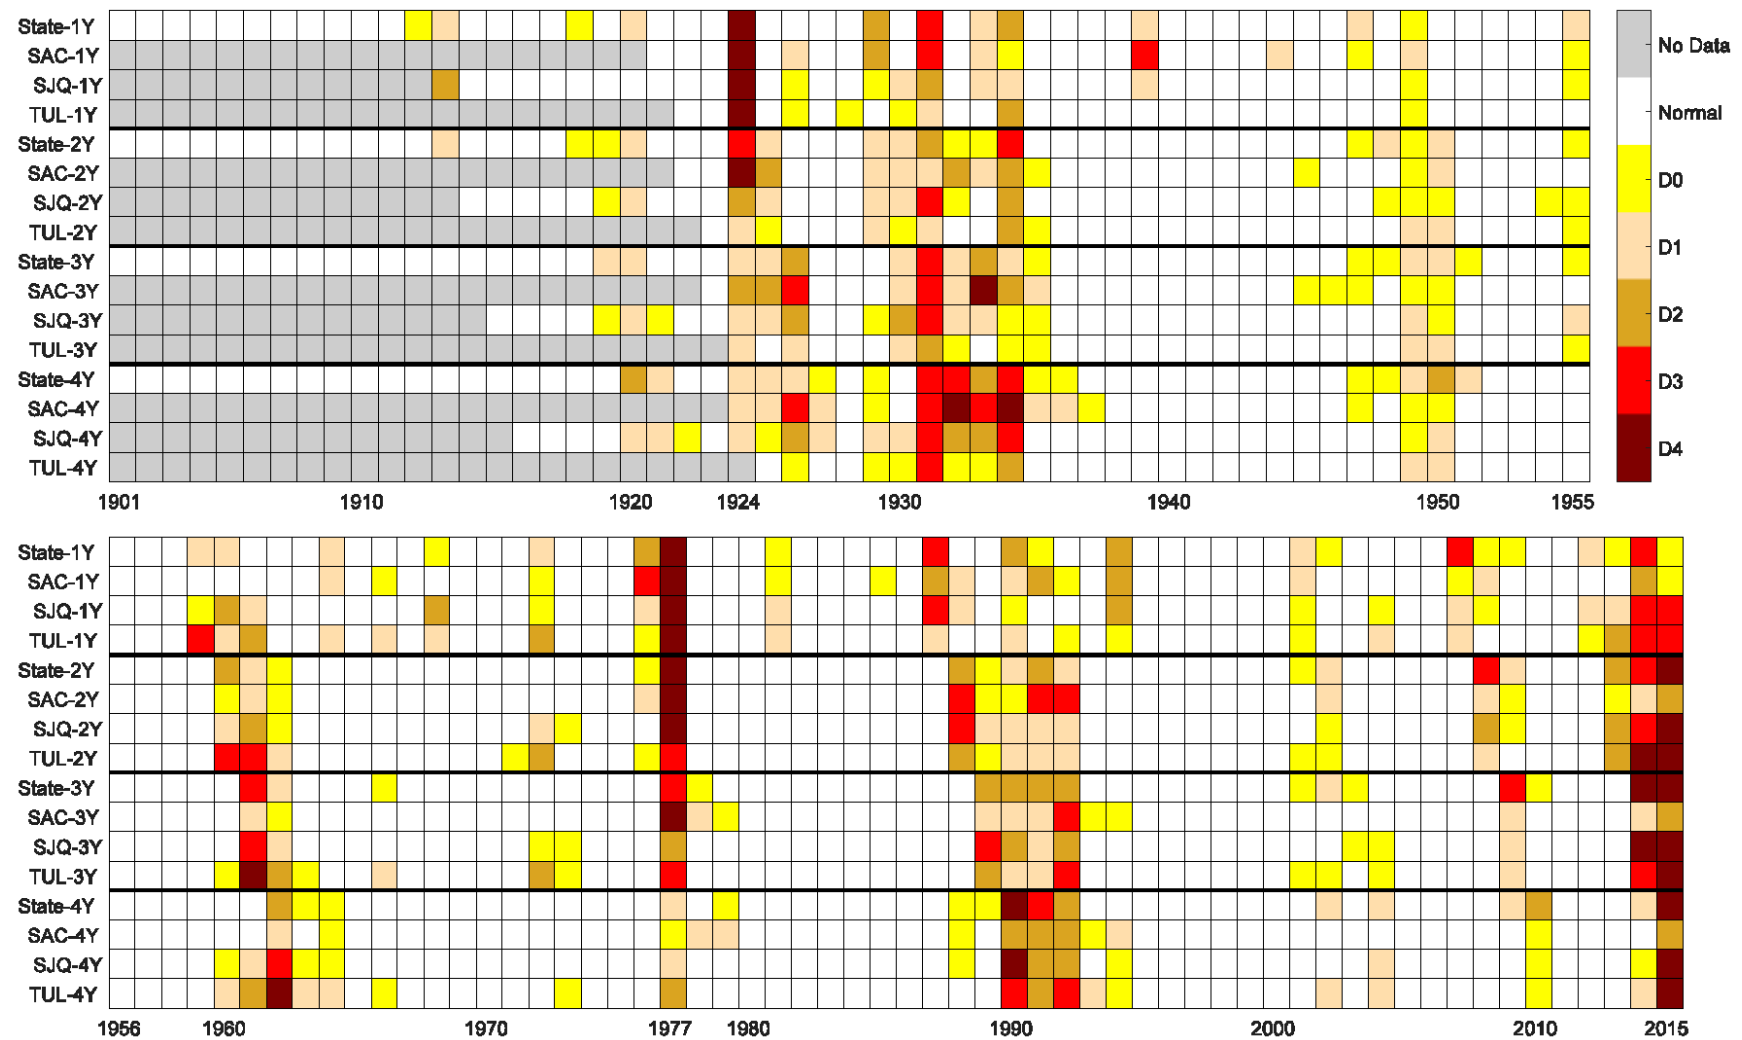 State-1Y
SAC-1Y
SJQ-1Y
TUL-1Y
State-2Y
SAC-2Y
SJQ-2Y
TUL-2Y
State-3Y
SAC-3Y
SJQ-3Y
TUL-3Y
State-4Y
SAC-4Y
SJQ-4Y
TUL-4Y
1901 1910 1920 1924 1930 1940 1950 1955
No Data
Normal
D0
D1
D2
D3
D4
State-1Y
SAC-1Y
SJQ-1Y
TUL-1Y
State-2Y
SAC-2Y
SJQ-2Y
TUL-2Y
State-3Y
SAC-3Y
SJQ-3Y
TUL-3Y
State-4Y
SAC-4Y
SJQ-4Y
TUL-4Y
1956 1960 1970 1977 1980 1990 2000 2010 2015